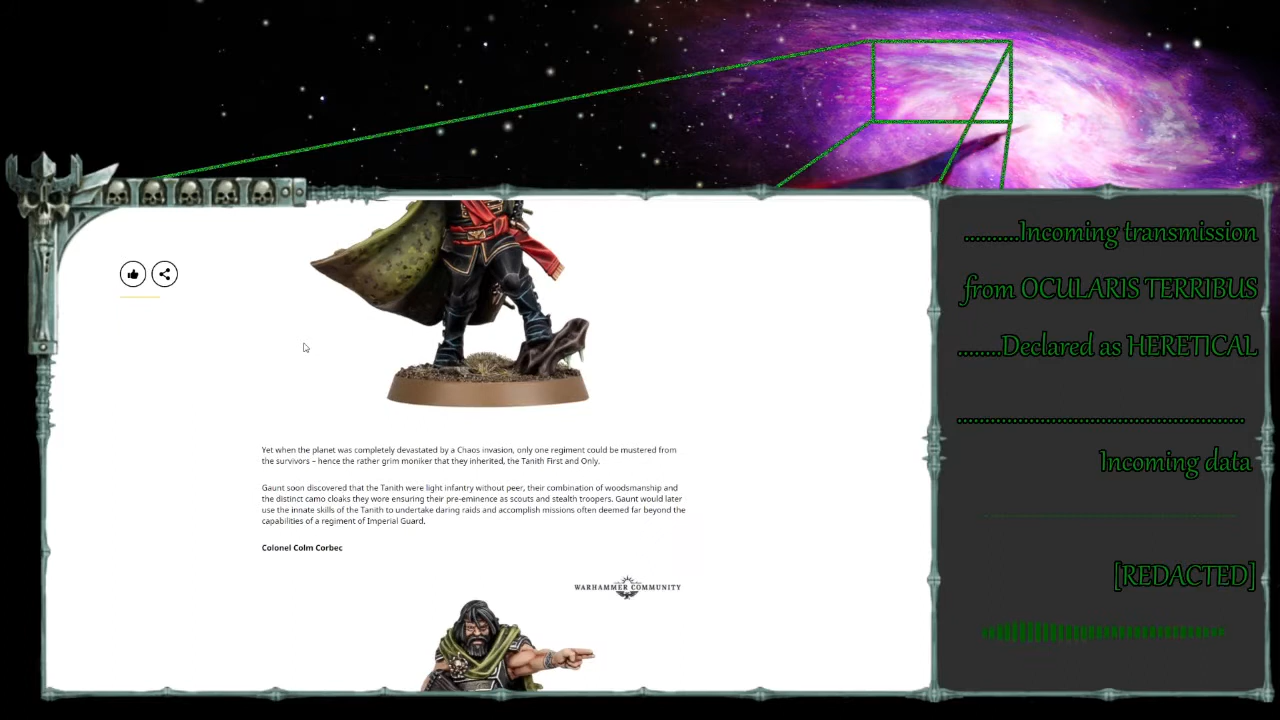 Yet when the planet was completely devastated by a Chaos invasion, only one regiment could be mustered from
the survivors – hence the rather grim moniker that they inherited, the Tanith First and Only.
Gaunt soon discovered that the Tanith were light infantry without peer, their combination of woodsmanship and
the distinct camo cloaks they wore ensuring their pre-eminence as scouts and stealth troopers. Gaunt would later
use the innate skills of the Tanith to undertake daring raids and accomplish missions often deemed far beyond the
capabilities of a regiment of Imperial Guard.
Colonel Colm Corbec
WARHAMMER COMMUNITY
..........Incoming transmission
from OCULARIS TERRIBUS
........Declared as HERETICAL
.....................................................
Incoming data
[REDACTED]